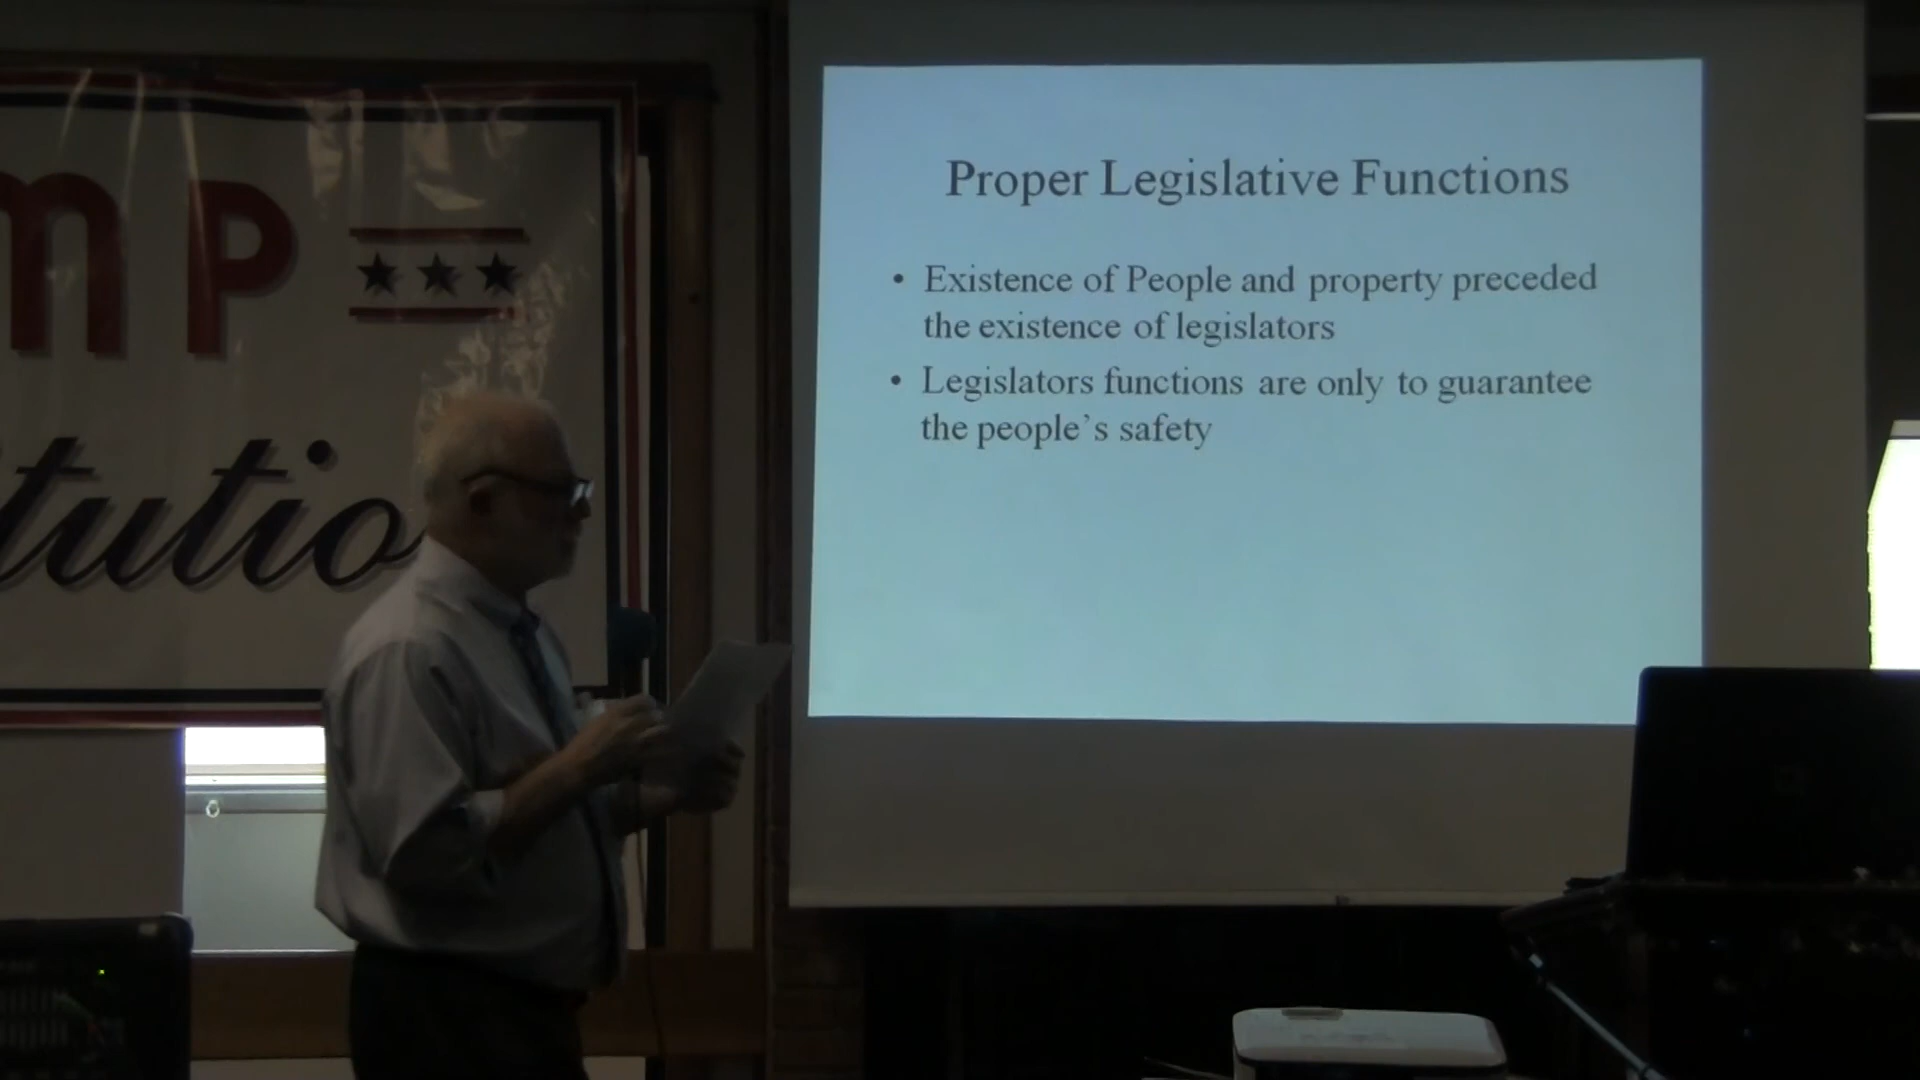 mP
tutio
Proper Legislative Functions
• Existence of People and property preceded
the existence of legislators
• Legislators functions are only to guarantee
the people's safety